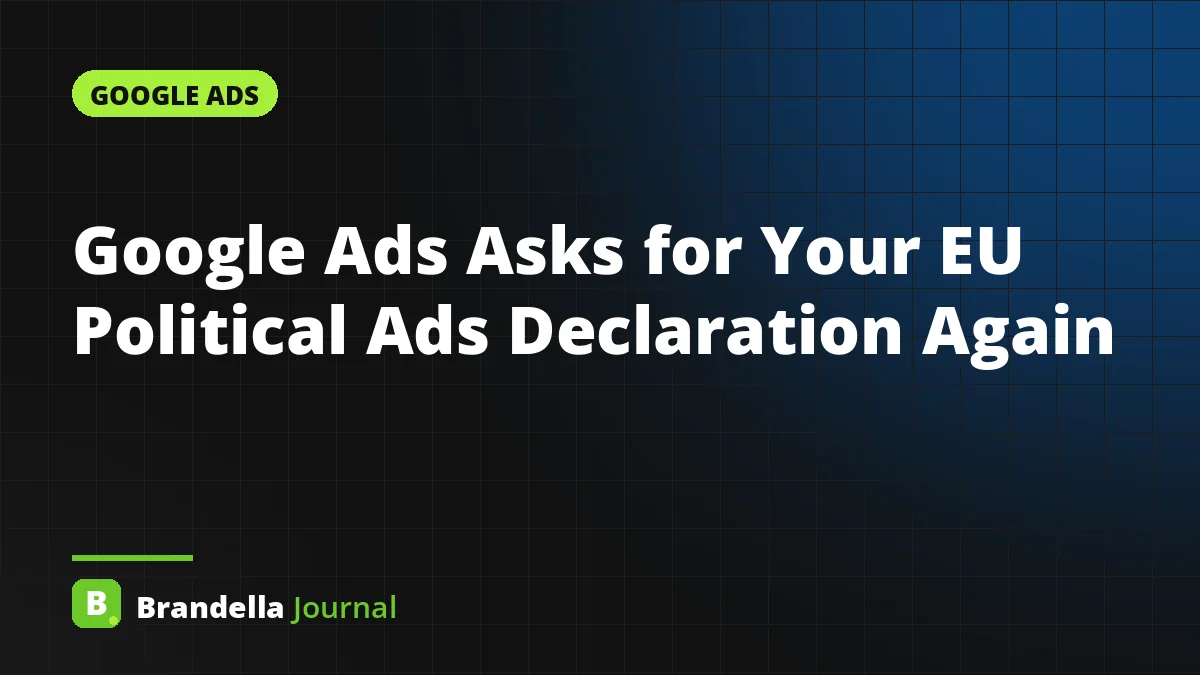 GOOGLE ADS
Google Ads Asks for Your EU
Political Ads Declaration Again
B
Brandella Journal